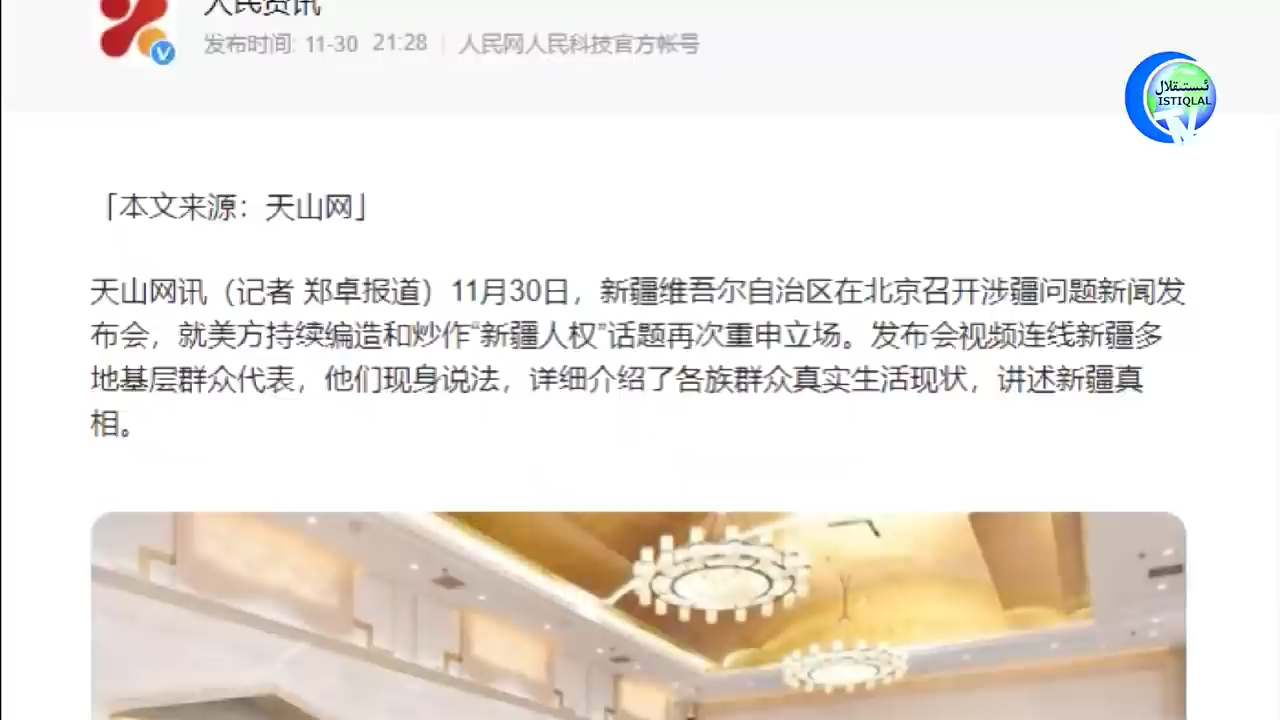 人民资讯
发布时间: 11-30 21:28 人民网人民科技官方帐号
ئىستىقلال
ISTIQLAL
TV
「本文来源：天山网」
天山网讯（记者 郑卓报道）11月30日，新疆维吾尔自治区在北京召开涉疆问题新闻发
布会，就美方持续编造和炒作“新疆人权”话题再次重申立场。发布会视频连线新疆多
地基层群众代表，他们现身说法，详细介绍了各族群众真实生活现状，讲述新疆真
相。